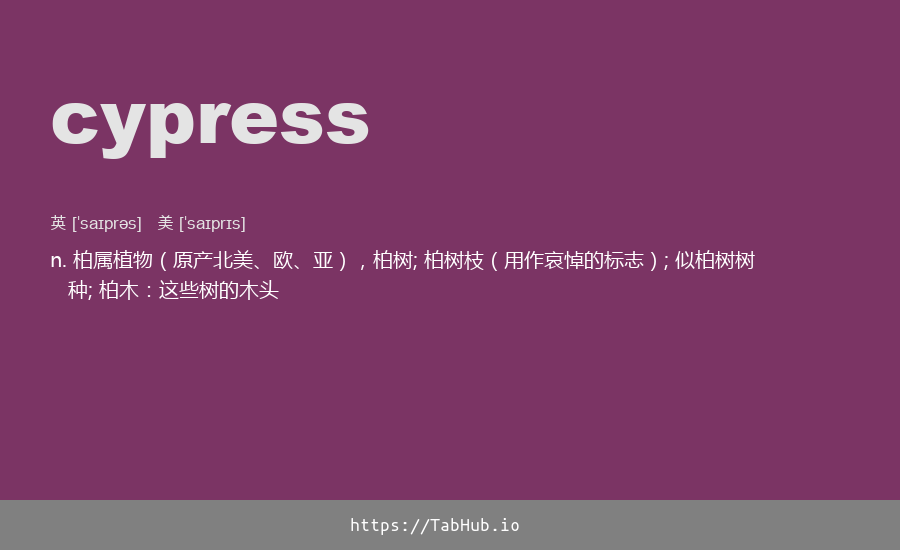 cypress
英 [ˈsaɪprəs] 美 [ˈsaɪprɪs]
n. 柏属植物（原产北美、欧、亚），柏树; 柏树枝（用作哀悼的标志）; 似柏树树
种; 柏木：这些树的木头
https://TabHub.io